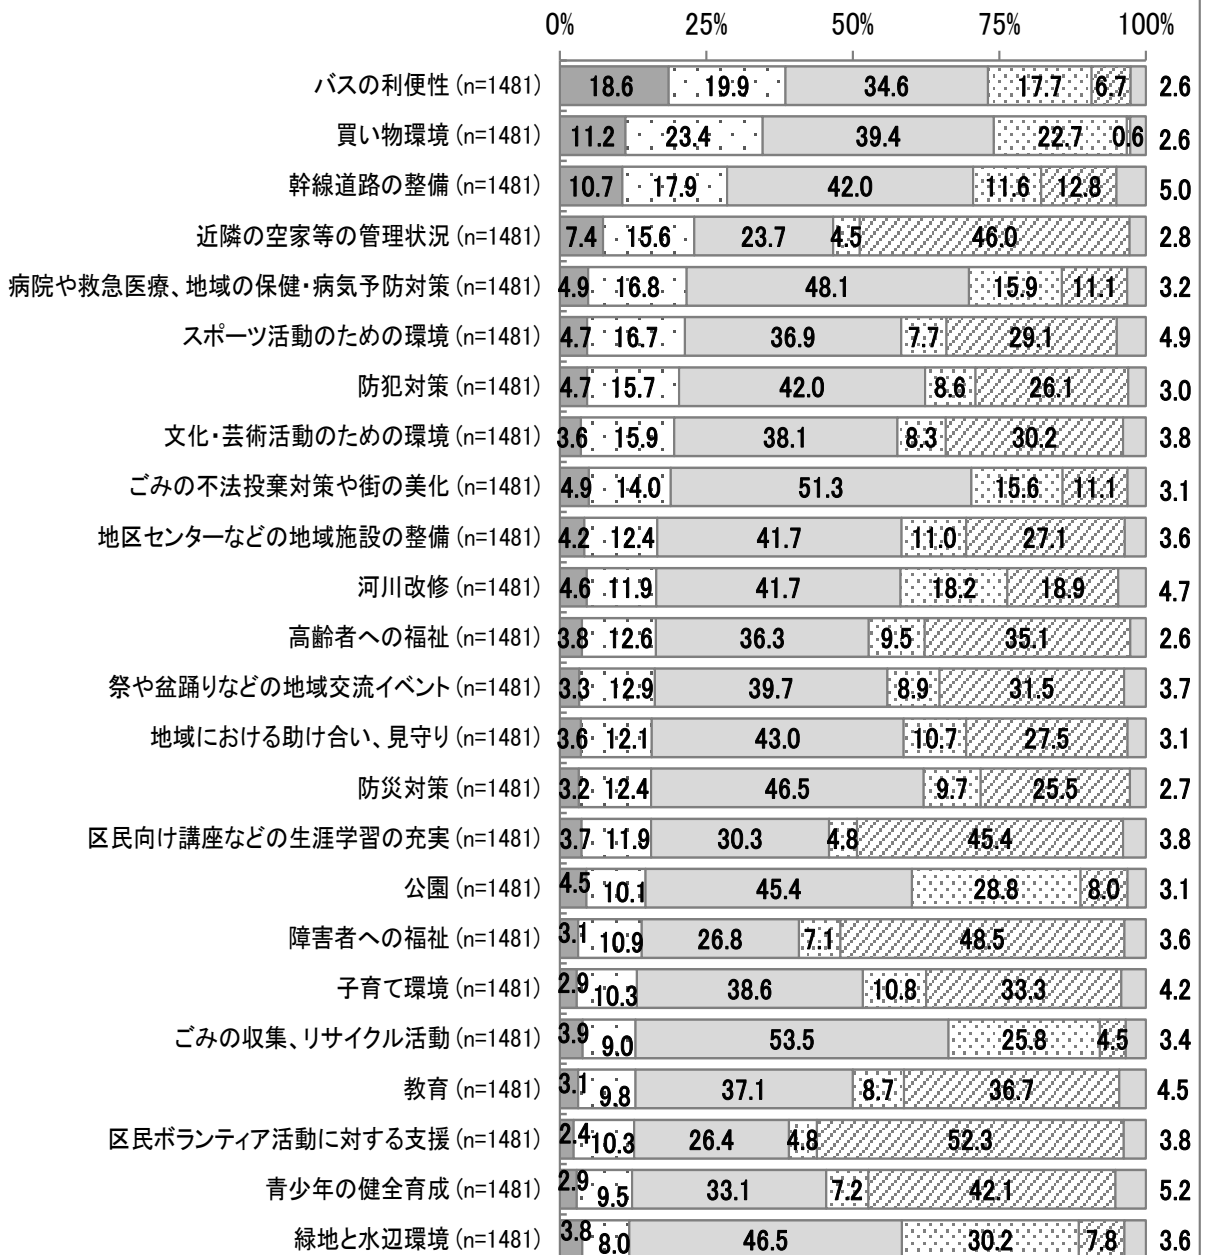 0% 25% 50% 75% 100%
バスの利便性 (n=1481) 18.6 19.9 34.6 17.7 6.7 2.6
買い物環境 (n=1481) 11.2 23.4 39.4 22.7 0.6 2.6
幹線道路の整備 (n=1481) 10.7 17.9 42.0 11.6 12.8 5.0
近隣の空家等の管理状況 (n=1481) 7.4 15.6 23.7 4.5 46.0 2.8
病院や救急医療、地域の保健・病気予防対策 (n=1481) 4.9 16.8 48.1 15.9 11.1 3.2
スポーツ活動のための環境 (n=1481) 4.7 16.7 36.9 7.7 29.1 4.9
防犯対策 (n=1481) 4.7 15.7 42.0 8.6 26.1 3.0
文化・芸術活動のための環境 (n=1481) 3.6 15.9 38.1 8.3 30.2 3.8
ごみの不法投棄対策や街の美化 (n=1481) 4.9 14.0 51.3 15.6 11.1 3.1
地区センターなどの地域施設の整備 (n=1481) 4.2 12.4 41.7 11.0 27.1 3.6
河川改修 (n=1481) 4.6 11.9 41.7 18.2 18.9 4.7
高齢者への福祉 (n=1481) 3.8 12.6 36.3 9.5 35.1 2.6
祭や盆踊りなどの地域交流イベント (n=1481) 3.3 12.9 39.7 8.9 31.5 3.7
地域における助け合い、見守り (n=1481) 3.6 12.1 43.0 10.7 27.5 3.1
防災対策 (n=1481) 3.2 12.4 46.5 9.7 25.5 2.7
区民向け講座などの生涯学習の充実 (n=1481) 3.7 11.9 30.3 4.8 45.4 3.8
公園 (n=1481) 4.5 10.1 45.4 28.8 8.0 3.1
障害者への福祉 (n=1481) 3.1 10.9 26.8 7.1 48.5 3.6
子育て環境 (n=1481) 2.9 10.3 38.6 10.8 33.3 4.2
ごみの収集、リサイクル活動 (n=1481) 3.9 9.0 53.5 25.8 4.5 3.4
教育 (n=1481) 3.1 9.8 37.1 8.7 36.7 4.5
区民ボランティア活動に対する支援 (n=1481) 2.4 10.3 26.4 4.8 52.3 3.8
青少年の健全育成 (n=1481) 2.9 9.5 33.1 7.2 42.1 5.2
緑地と水辺環境 (n=1481) 3.8 8.0 46.5 30.2 7.8 3.6